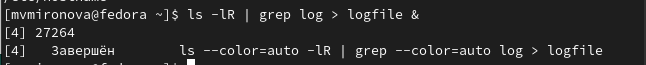 [mvmironova@fedora ~]$ ls -lR | grep log > logfile &
[4] 27264
[4]   Завершён        ls --color=auto -lR | grep --color=auto log > logfile